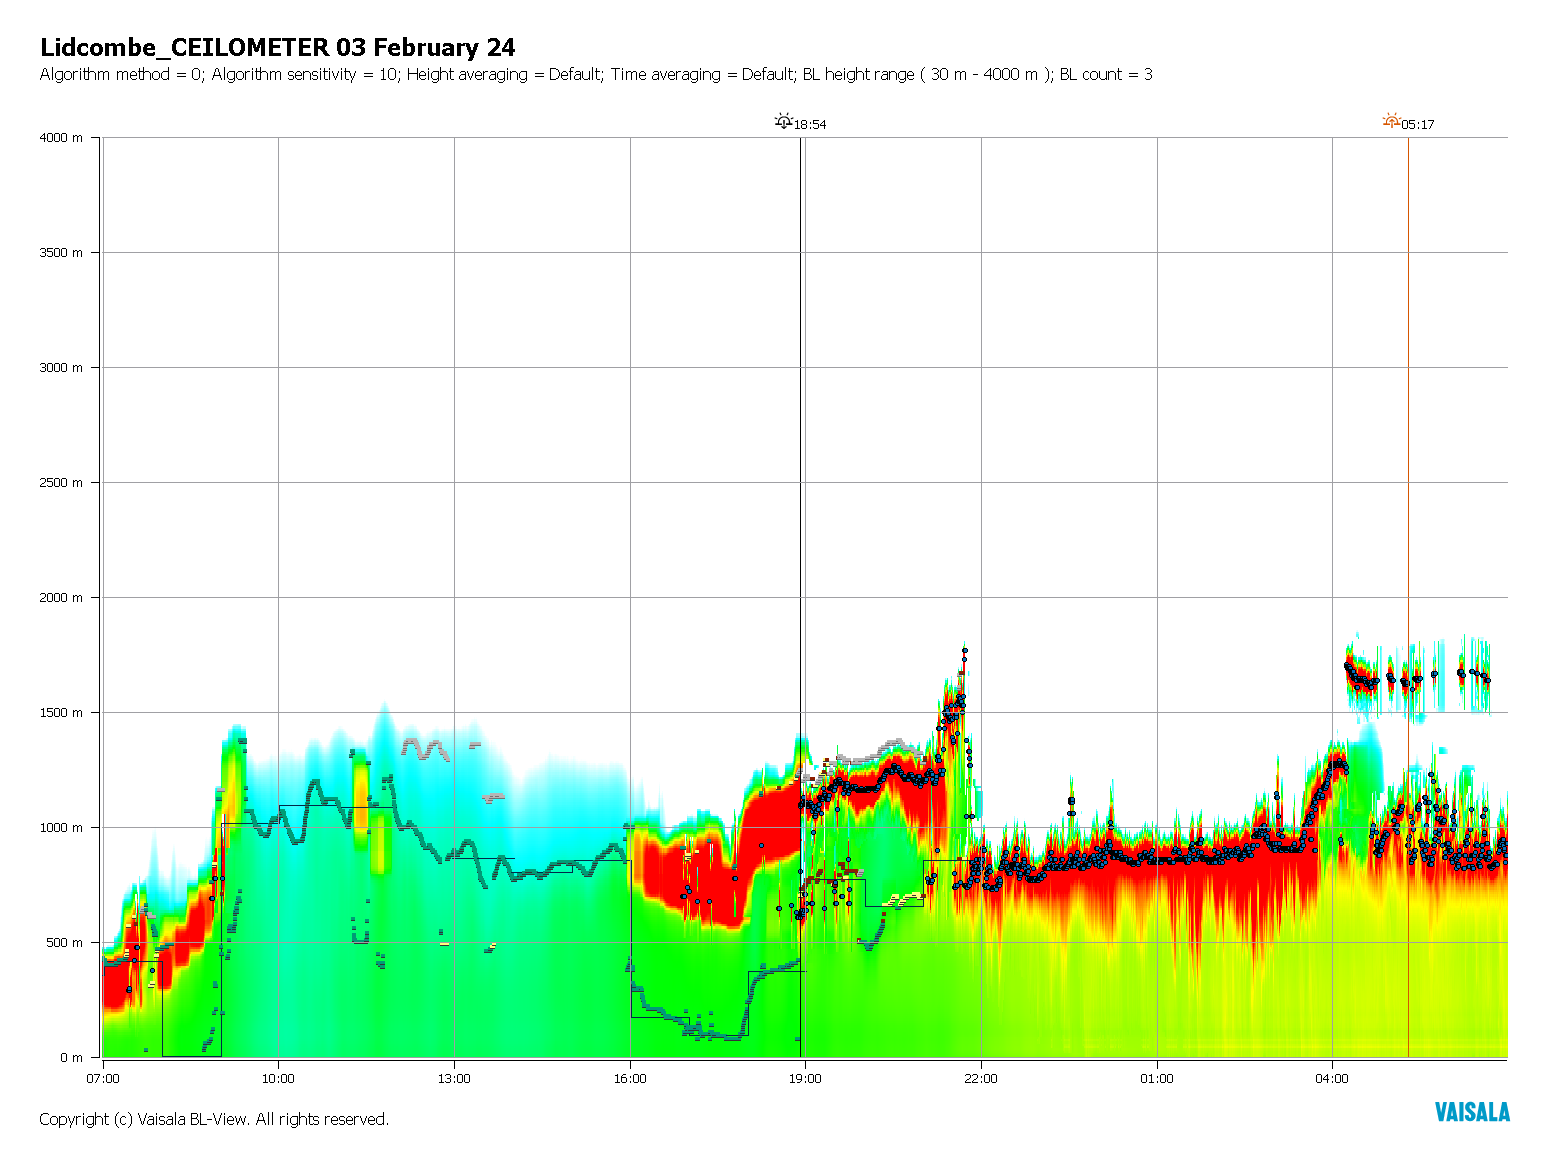 Lidcombe_CEILOMETER 03 February 24
Algorithm method = 0; Algorithm sensitivity = 10; Height averaging = Default; Time averaging = Default; BL height range ( 30 m - 4000 m ); BL count = 3
18:54
05:17
4000 m
3500 m
3000 m
2500 m
2000 m
1500 m
1000 m
500 m
0 m
07:00 10:00 13:00 16:00 19:00 22:00 01:00 04:00
Copyright (c) Vaisala BL-View. All rights reserved.
VAISALA